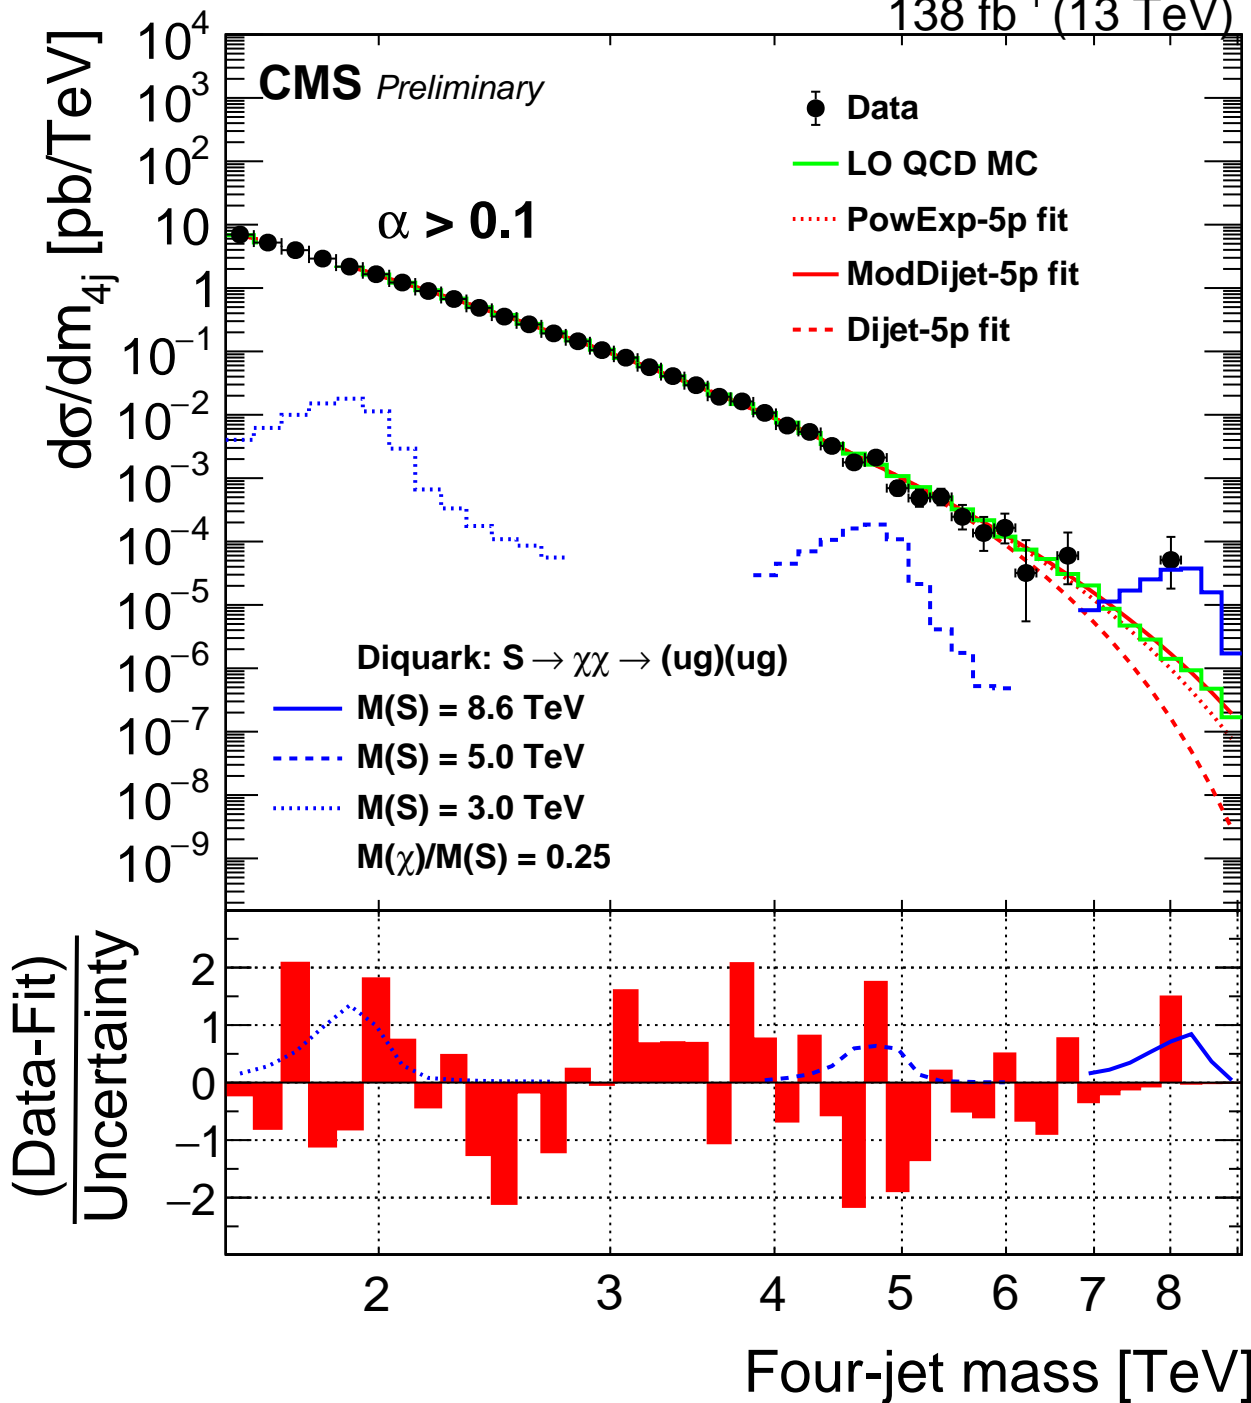 138 fb⁻¹ (13 TeV)
CMS Preliminary
α > 0.1
Data
LO QCD MC
PowExp-5p fit
ModDijet-5p fit
Dijet-5p fit
dσ/dm₄ⱼ [pb/TeV]
10⁴
10³
10²
10
1
10⁻¹
10⁻²
10⁻³
10⁻⁴
10⁻⁵
10⁻⁶
10⁻⁷
10⁻⁸
10⁻⁹
Diquark: S → χχ → (ug)(ug)
M(S) = 8.6 TeV
M(S) = 5.0 TeV
M(S) = 3.0 TeV
M(χ)/M(S) = 0.25
(Data-Fit)
Uncertainty
2
1
0
−1
−2
2 3 4 5 6 7 8
Four-jet mass [TeV]